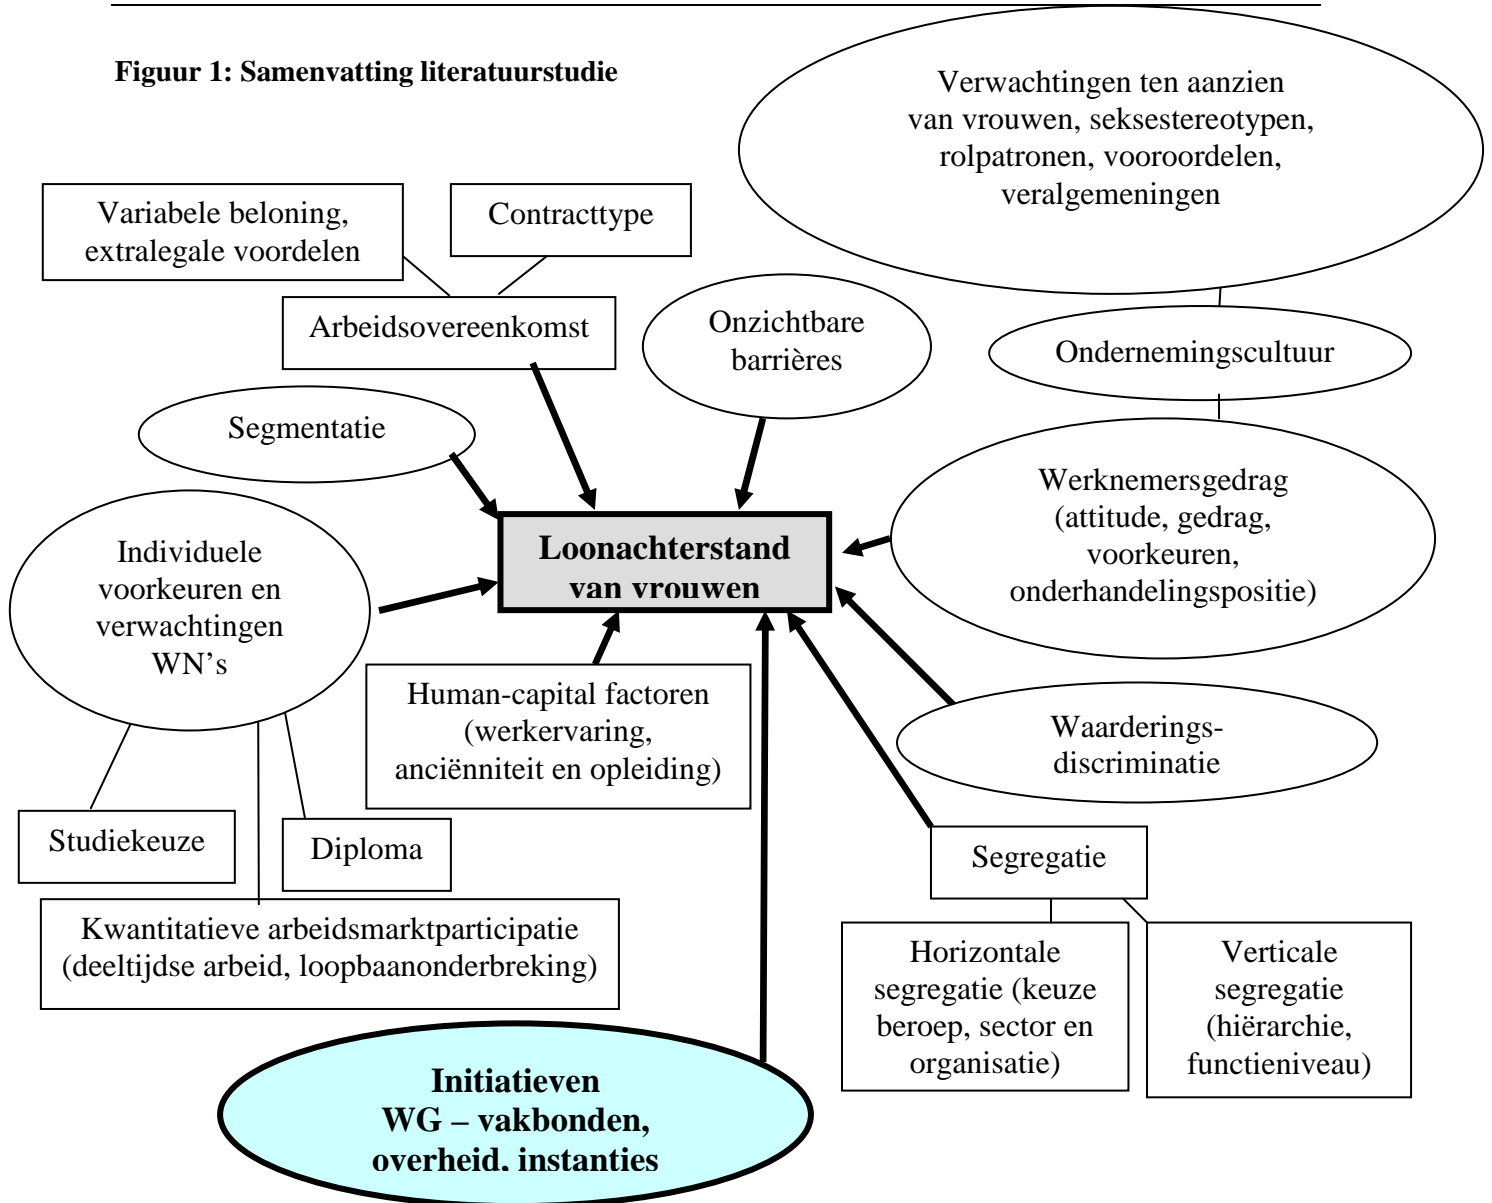 Figuur 1: Samenvatting literatuurstudie
Verwachtingen ten aanzien
van vrouwen, seksestereotypen,
rolpatronen, vooroordelen,
veralgemeningen
Variabele beloning,
extralegale voordelen
Contracttype
Arbeidsovereenkomst
Onzichtbare
barrières
Ondernemingscultuur
Segmentatie
Werknemersgedrag
(attitude, gedrag,
voorkeuren,
onderhandelingspositie)
Loonachterstand
van vrouwen
Individuele
voorkeuren en
verwachtingen
WN's
Human-capital factoren
(werkervaring,
anciënniteit en opleiding)
Waarderings-
discriminatie
Studiekeuze
Diploma
Segregatie
Kwantitatieve arbeidsmarktparticipatie
(deeltijdse arbeid, loopbaanonderbreking)
Horizontale
segregatie (keuze
beroep, sector en
organisatie)
Verticale
segregatie
(hiërarchie,
functieniveau)
Initiatieven
WG – vakbonden,
overheid, instanties